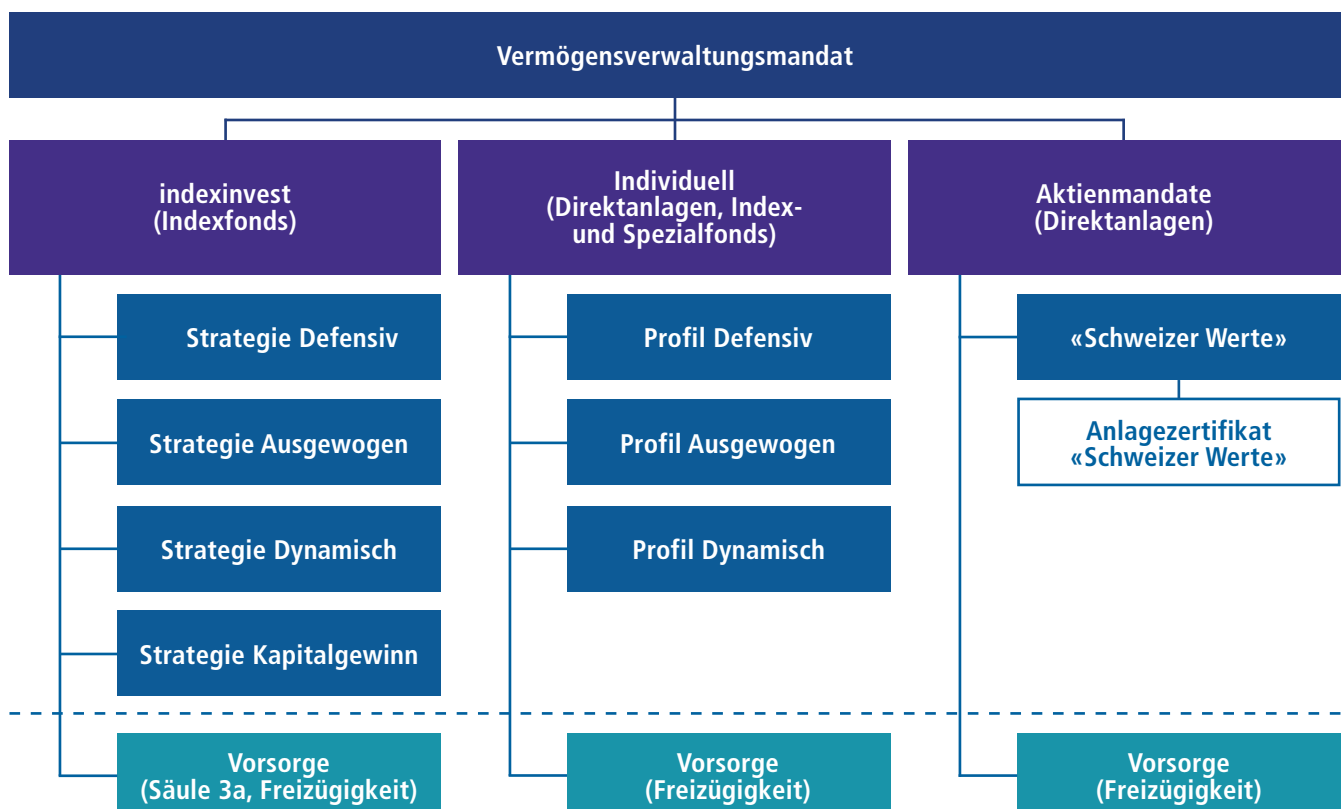 Vermögensverwaltungsmandat
indexinvest
(Indexfonds)
Strategie Defensiv
Strategie Ausgewogen
Strategie Dynamisch
Strategie Kapitalgewinn
Vorsorge
(Säule 3a, Freizügigkeit)
Individuell
(Direktanlagen, Index-
und Spezialfonds)
Profil Defensiv
Profil Ausgewogen
Profil Dynamisch
Vorsorge
(Freizügigkeit)
Aktienmandate
(Direktanlagen)
«Schweizer Werte»
Anlagezertifikat
«Schweizer Werte»
Vorsorge
(Freizügigkeit)